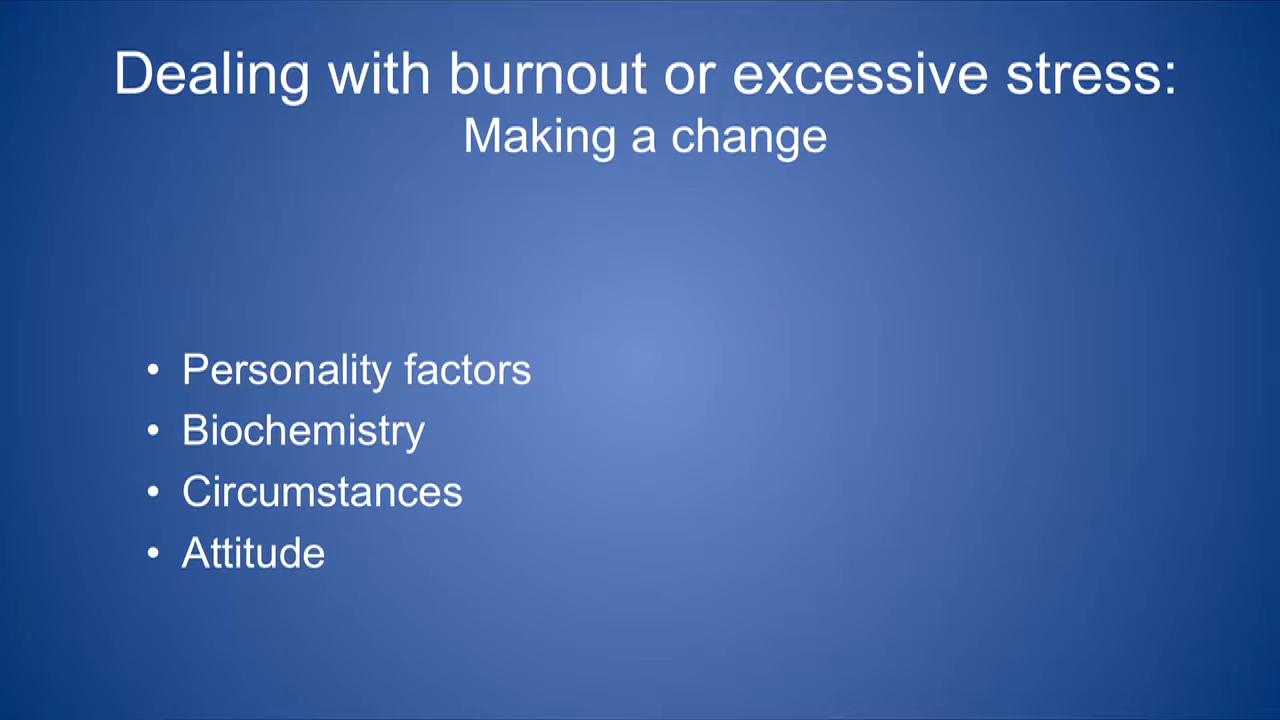 Dealing with burnout or excessive stress:
Making a change
• Personality factors
• Biochemistry
• Circumstances
• Attitude